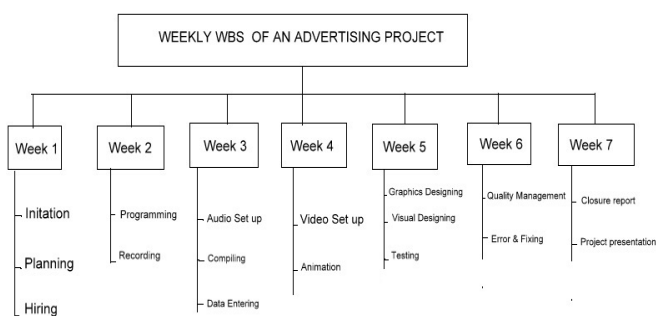 WEEKLY WBS OF AN ADVERTISING PROJECT
Week 1
Initation
Planning
Hiring
Week 2
Programming
Recording
Week 3
Audio Set up
Compiling
Data Entering
Week 4
Video Set up
Animation
Week 5
Graphics Designing
Visual Designing
Testing
Week 6
Quality Management
Error & Fixing
Week 7
Closure report
Project presentation